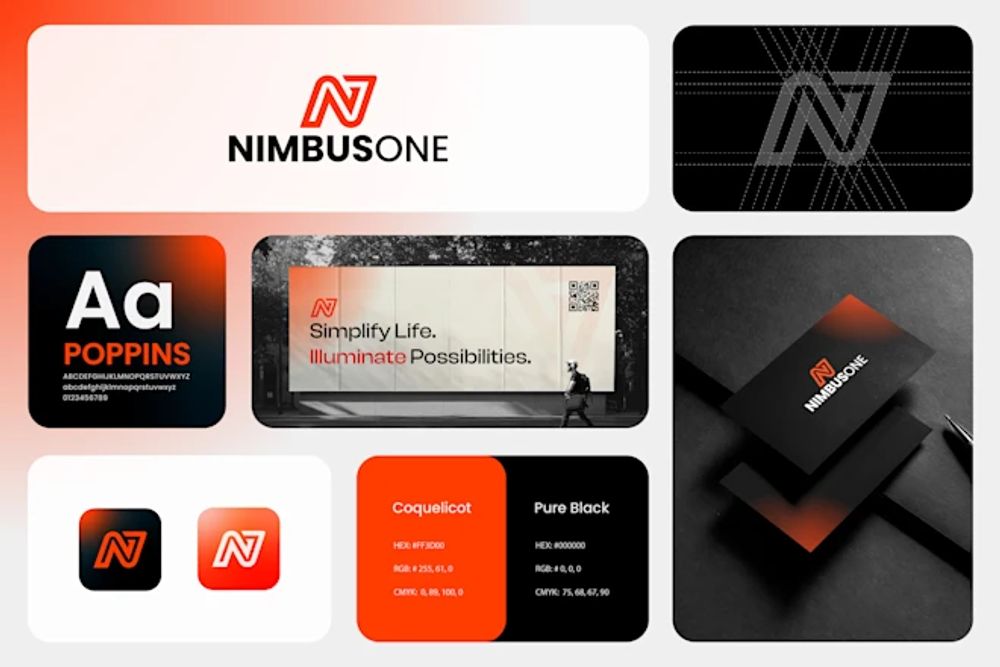 NIMBUSONE
Aa
POPPINS
ABCDEFGHIJKLMNOPQRSTUVWXYZ
abcdefghijklmnopqrstuvwxyz
0123456789
Simplify Life.
Illuminate Possibilities.
NIMBUSONE
Coquelicot
HEX: #FF3D00
RGB: # 255, 61, 0
CMYK: 0, 89, 100, 0
Pure Black
HEX: #000000
RGB: # 0, 0, 0
CMYK: 75, 68, 67, 90